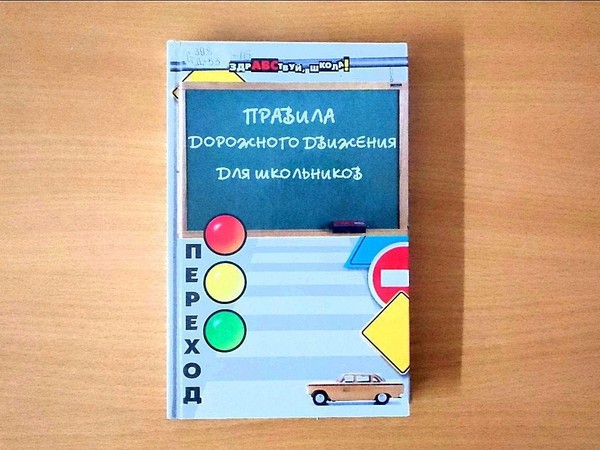 ЗДРАВСТВУЙ, ШКОЛА!
ПРАВИЛА
ДОРОЖНОГО ДВИЖЕНИЯ
ДЛЯ ШКОЛЬНИКОВ
ПЕРЕХОД